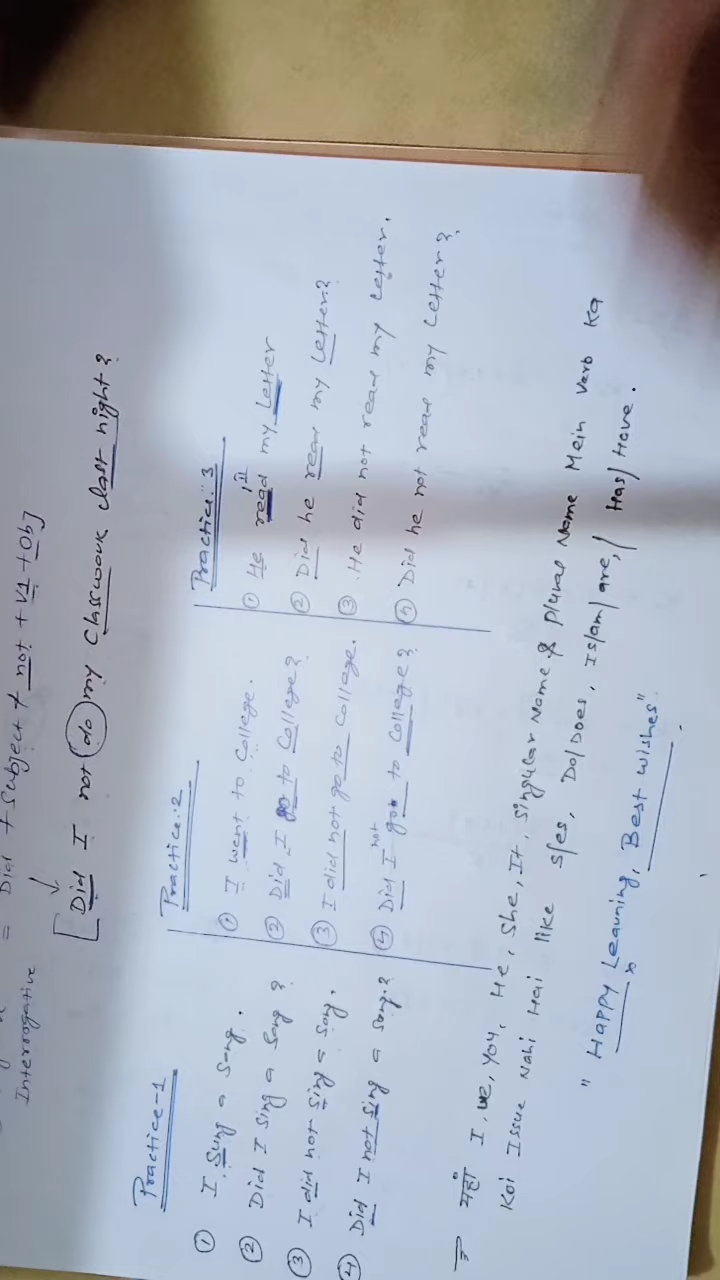 Interrogative = Did + Subject + not + V1 + Obj]
[Did I not (do) my Classwork last night?
Practice-1
① I Sung a Song.
② Did I Sing a Song?
③ I did not Sing a Song.
④ Did I not Sing a Song?
Practice:2
① I went to College.
② Did I go to College?
③ I did not go to Collage.
④ Did I not go to College?
Practice:3
① He read my Letter
II
② Did he read my Letter?
③ He did not read my Letter.
④ Did he not read my Letter?
⇒ यहां I, we, You, He, She, It, Singular Name & Plural Name Mein Verb Ka
Koi Issue Nahi Hai like S/es, Do/Does, Is/am/are, / Has/Have.
"Happy Learning, Best wishes".